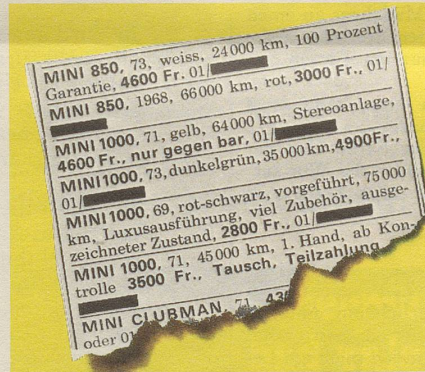 MINI 850, 73, weiss, 24000 km, 100 Prozent
Garantie, 4600 Fr. 01/
MINI 850, 1968, 66000 km, rot, 3000 Fr., 01/
MINI 1000, 71, gelb, 64000 km, Stereoanlage,
4600 Fr., nur gegen bar, 01/
MINI 1000, 73, dunkelgrün, 35000 km, 4900 Fr.,
01/
MINI 1000, 69, rot-schwarz, vorgeführt, 75000
km, Luxusausführung, viel Zubehör, ausge-
zeichneter Zustand, 2800 Fr., 01/
MINI 1000, 71, 45000 km, 1. Hand, ab Kon-
trolle 3500 Fr., Tausch, Teilzahlung
MINI CLUBMAN, 71,
oder 01